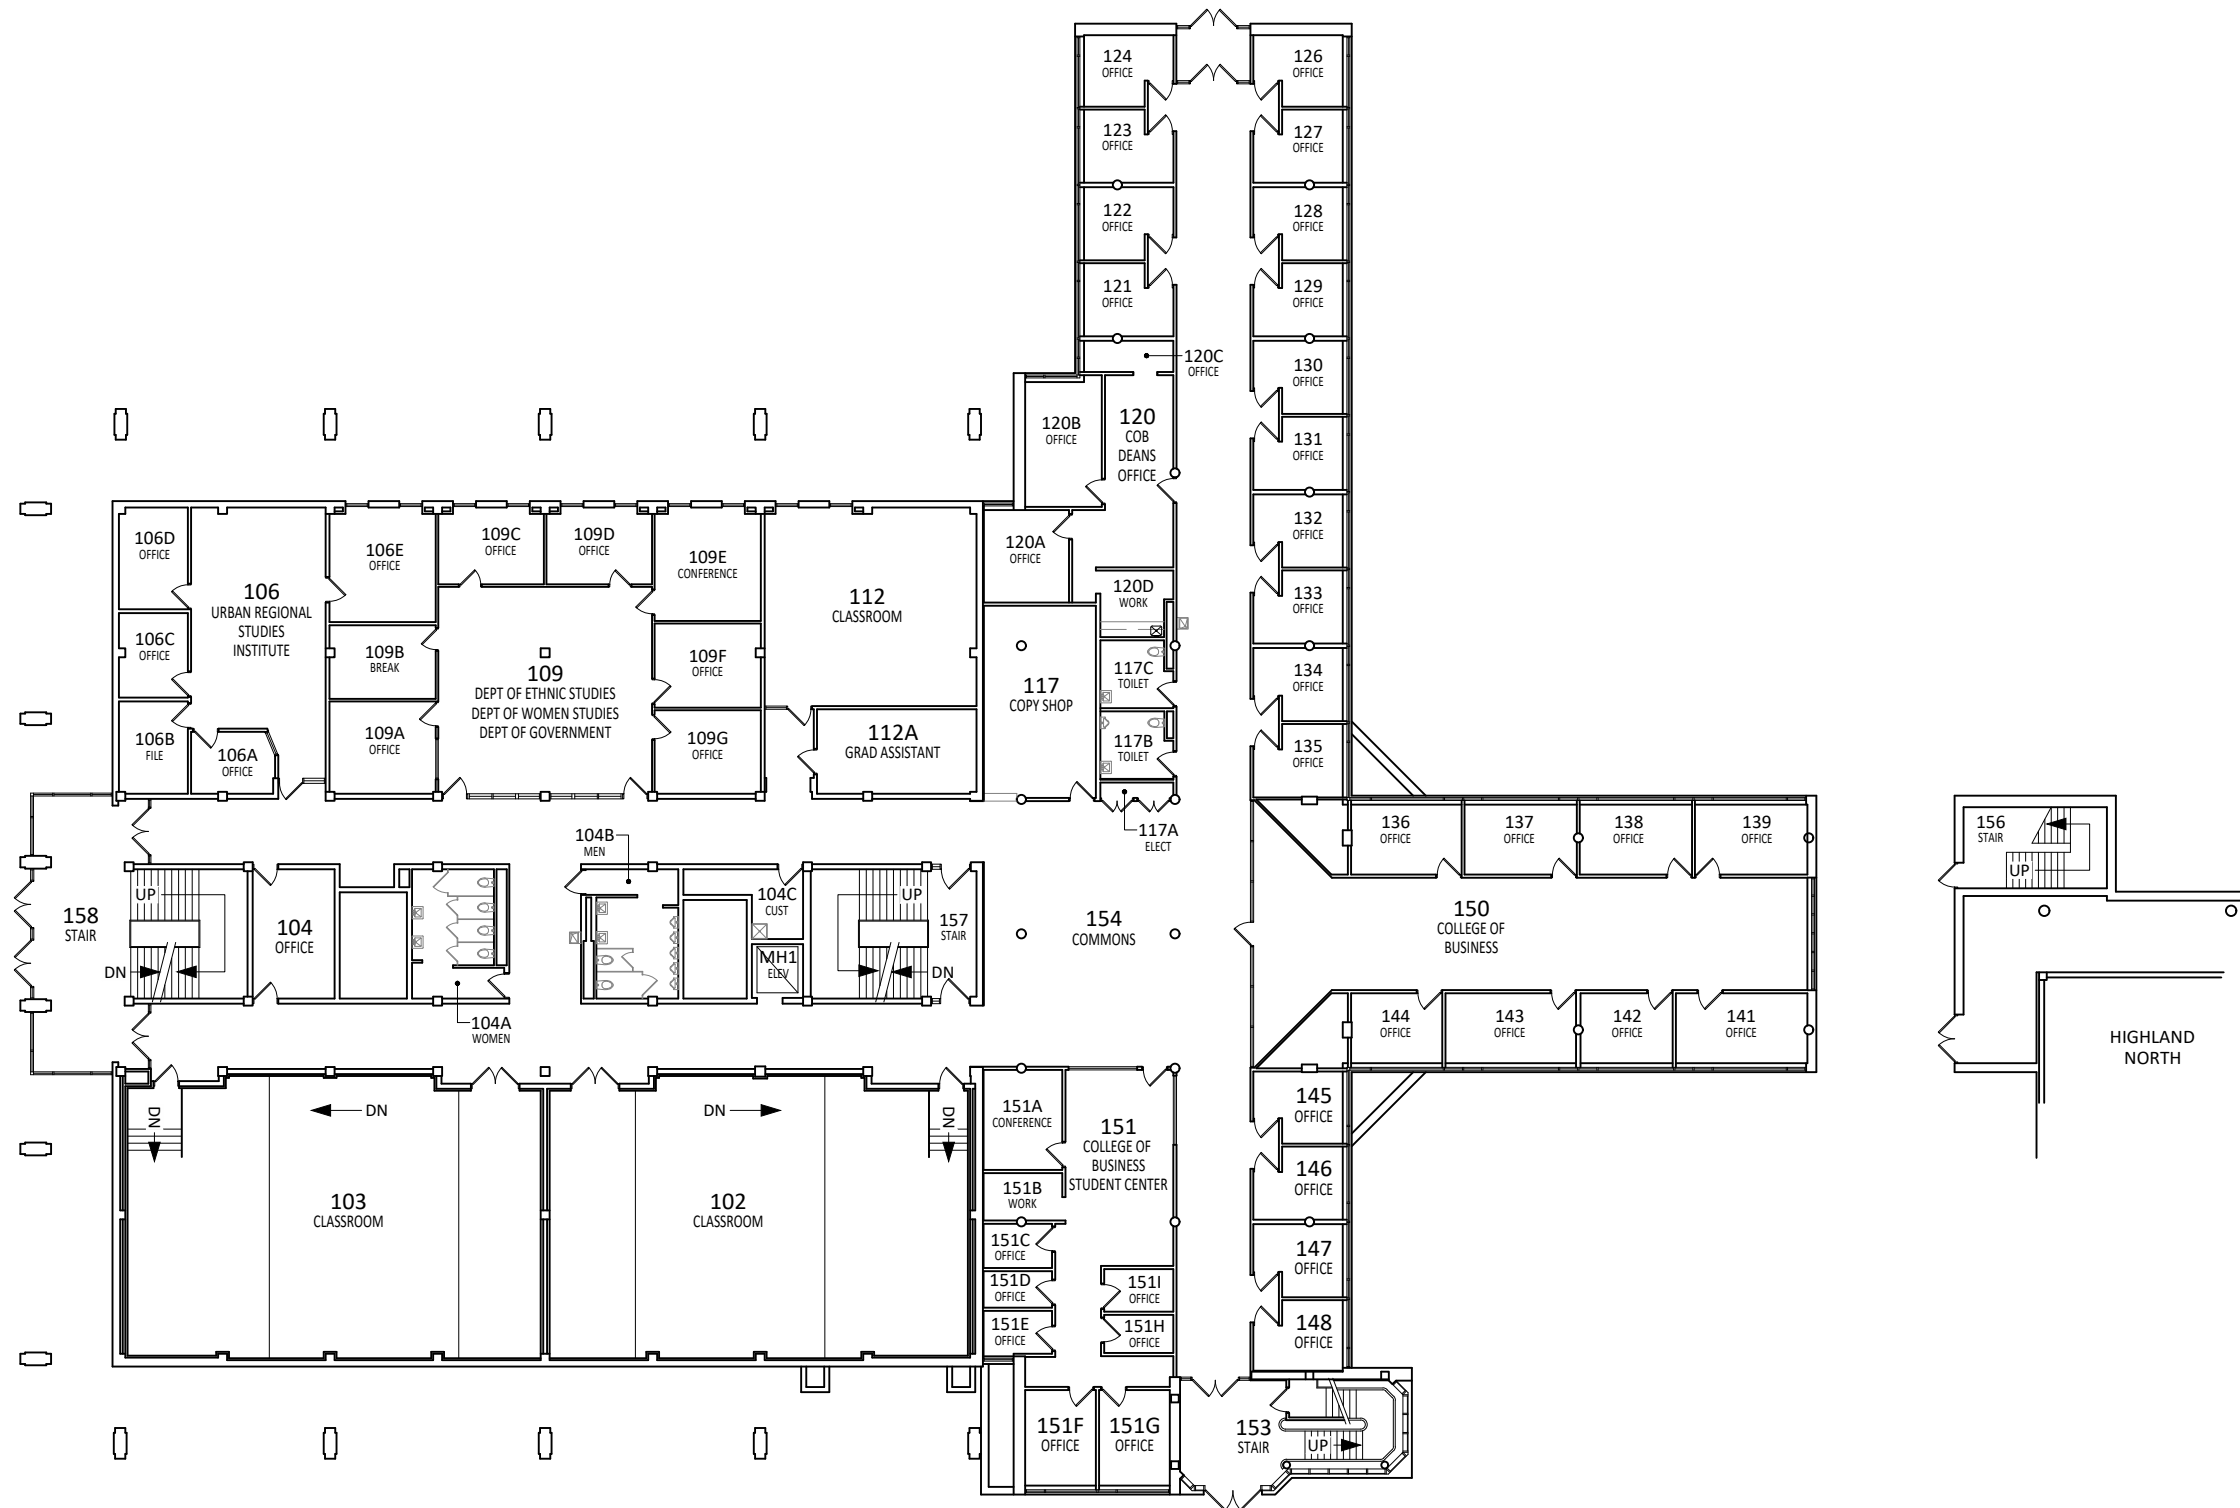 124
OFFICE
126
OFFICE
123
OFFICE
127
OFFICE
122
OFFICE
128
OFFICE
121
OFFICE
129
OFFICE
120C
OFFICE
130
OFFICE
120B
OFFICE
120
COB
DEANS
OFFICE
131
OFFICE
106D
OFFICE
106E
OFFICE
109C
OFFICE
109D
OFFICE
109E
CONFERENCE
120A
OFFICE
132
OFFICE
106
URBAN REGIONAL
STUDIES
INSTITUTE
112
CLASSROOM
120D
WORK
133
OFFICE
106C
OFFICE
109B
BREAK
109
DEPT OF ETHNIC STUDIES
DEPT OF WOMEN STUDIES
DEPT OF GOVERNMENT
109F
OFFICE
117
COPY SHOP
117C
TOILET
134
OFFICE
106B
FILE
106A
OFFICE
109A
OFFICE
109G
OFFICE
112A
GRAD ASSISTANT
117B
TOILET
135
OFFICE
104B
MEN
117A
ELECT
136
OFFICE
137
OFFICE
138
OFFICE
139
OFFICE
156
STAIR
UP
158
STAIR
UP
DN
104
OFFICE
104C
CUST
MH1
ELEV
UP
DN
157
STAIR
154
COMMONS
150
COLLEGE OF
BUSINESS
104A
WOMEN
144
OFFICE
143
OFFICE
142
OFFICE
141
OFFICE
HIGHLAND
NORTH
DN
DN
DN
DN
151A
CONFERENCE
151
COLLEGE OF
BUSINESS
STUDENT CENTER
145
OFFICE
103
CLASSROOM
102
CLASSROOM
151B
WORK
146
OFFICE
151C
OFFICE
147
OFFICE
151D
OFFICE
151I
OFFICE
151E
OFFICE
151H
OFFICE
148
OFFICE
151F
OFFICE
151G
OFFICE
153
STAIR
UP